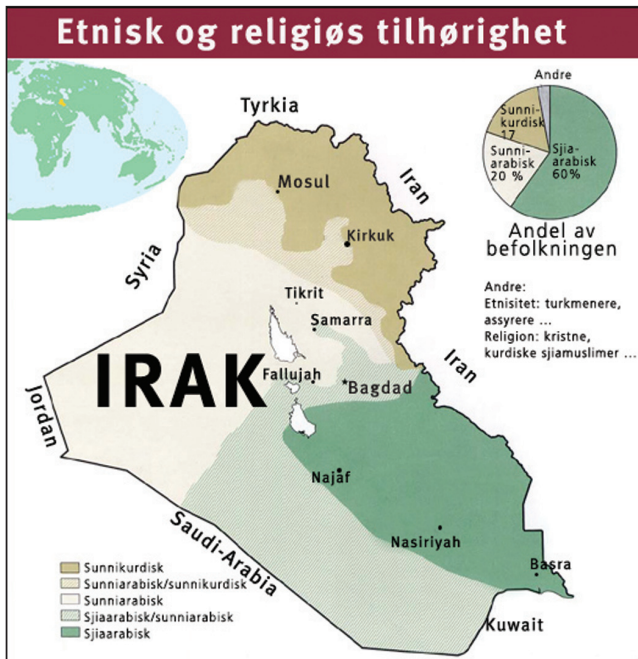 Etnisk og religiøs tilhørighet
Andre
Sunni-
kurdisk
17
Sjia-
arabisk
60%
Sunni-
arabisk
20 %
Andel av
befolkningen
Andre:
Etnisitet: turkmenere,
assyrere ...
Religion: kristne,
kurdiske sjiamuslimer ...
Tyrkia
Iran
Mosul
Kirkuk
Syria
Tikrit
Samarra
Iran
IRAK
Fallujah
Bagdad
Jordan
Najaf
Saudi-Arabia
Nasiriyah
Basra
Kuwait
Sunnikurdisk
Sunniarabisk/sunnikurdisk
Sunniarabisk
Sjiaarabisk/sunniarabisk
Sjiaarabisk